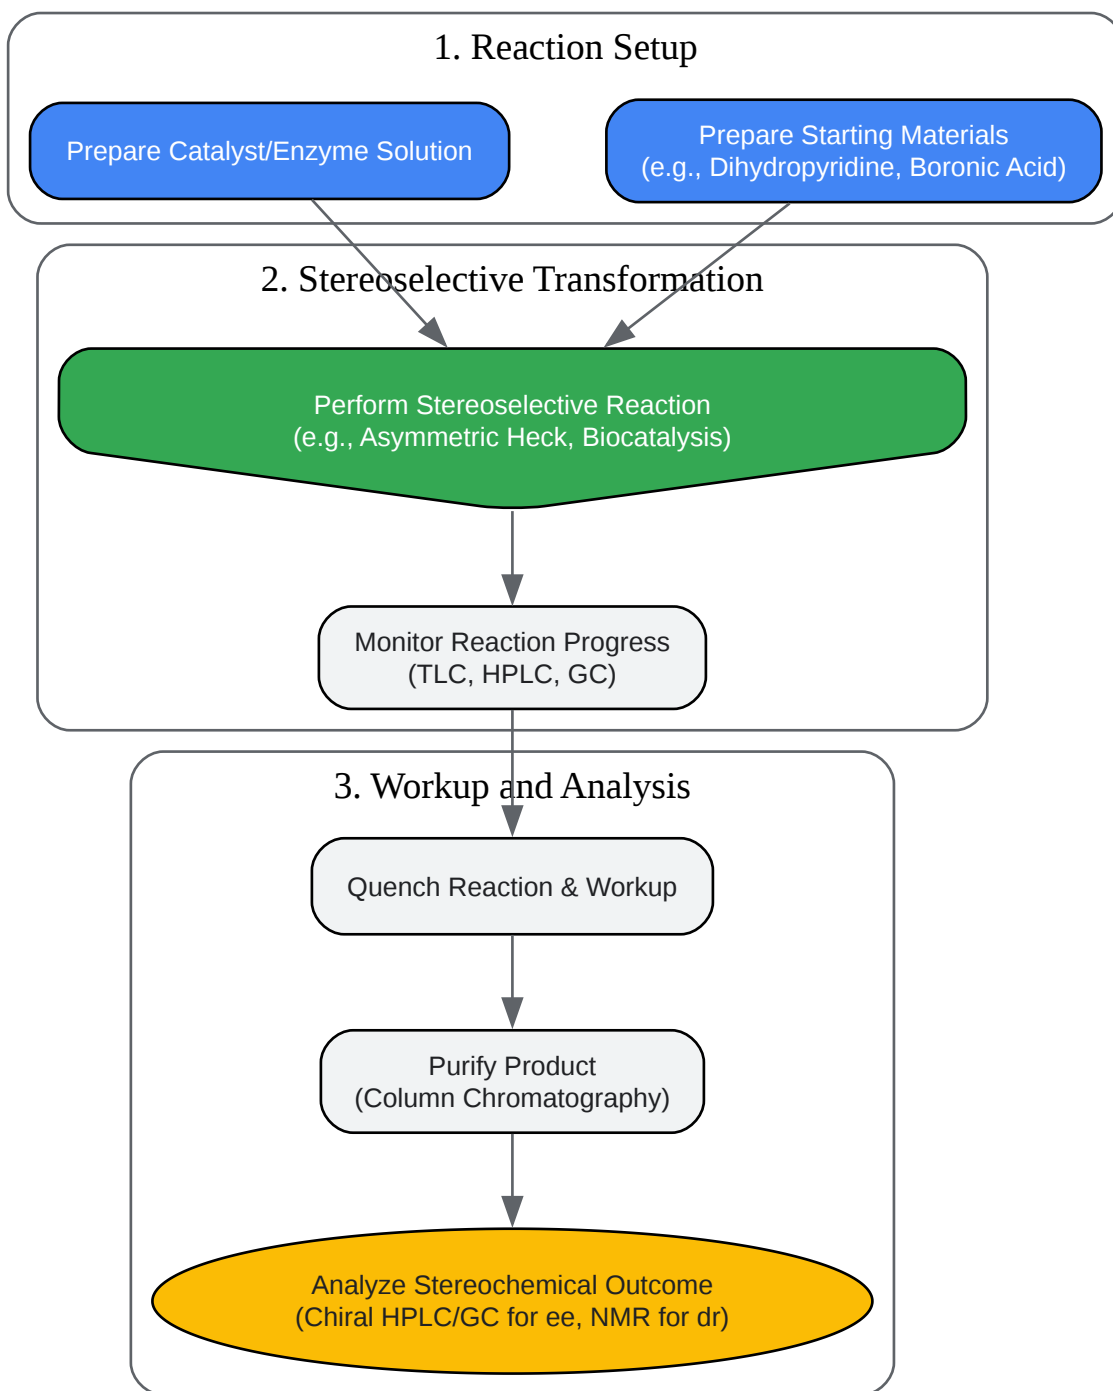 1. Reaction Setup
Prepare Catalyst/Enzyme Solution
Prepare Starting Materials
(e.g., Dihydropyridine, Boronic Acid)
2. Stereoselective Transformation
Perform Stereoselective Reaction
(e.g., Asymmetric Heck, Biocatalysis)
Monitor Reaction Progress
(TLC, HPLC, GC)
3. Workup and Analysis
Quench Reaction & Workup
Purify Product
(Column Chromatography)
Analyze Stereochemical Outcome
(Chiral HPLC/GC for ee, NMR for dr)